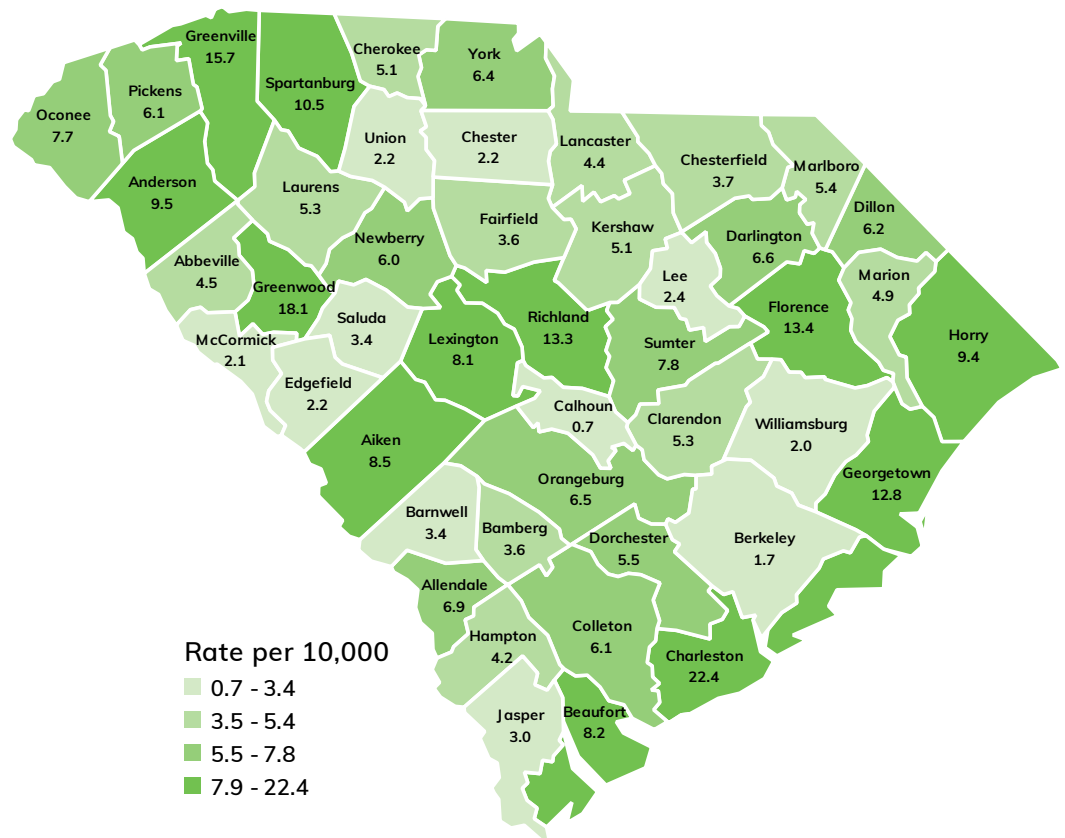 Greenville
15.7
Cherokee
5.1
York
6.4
Spartanburg
10.5
Pickens
6.1
Oconee
7.7
Union
2.2
Chester
2.2
Lancaster
4.4
Chesterfield
3.7
Marlboro
5.4
Anderson
9.5
Laurens
5.3
Dillon
6.2
Fairfield
3.6
Kershaw
5.1
Newberry
6.0
Darlington
6.6
Abbeville
4.5
Lee
2.4
Marion
4.9
Greenwood
18.1
Saluda
3.4
Richland
13.3
Florence
13.4
McCormick
2.1
Lexington
8.1
Sumter
7.8
Horry
9.4
Edgefield
2.2
Calhoun
0.7
Clarendon
5.3
Williamsburg
2.0
Aiken
8.5
Orangeburg
6.5
Georgetown
12.8
Barnwell
3.4
Bamberg
3.6
Dorchester
5.5
Berkeley
1.7
Allendale
6.9
Colleton
6.1
Hampton
4.2
Charleston
22.4
Jasper
3.0
Beaufort
8.2
Rate per 10,000
0.7 - 3.4
3.5 - 5.4
5.5 - 7.8
7.9 - 22.4